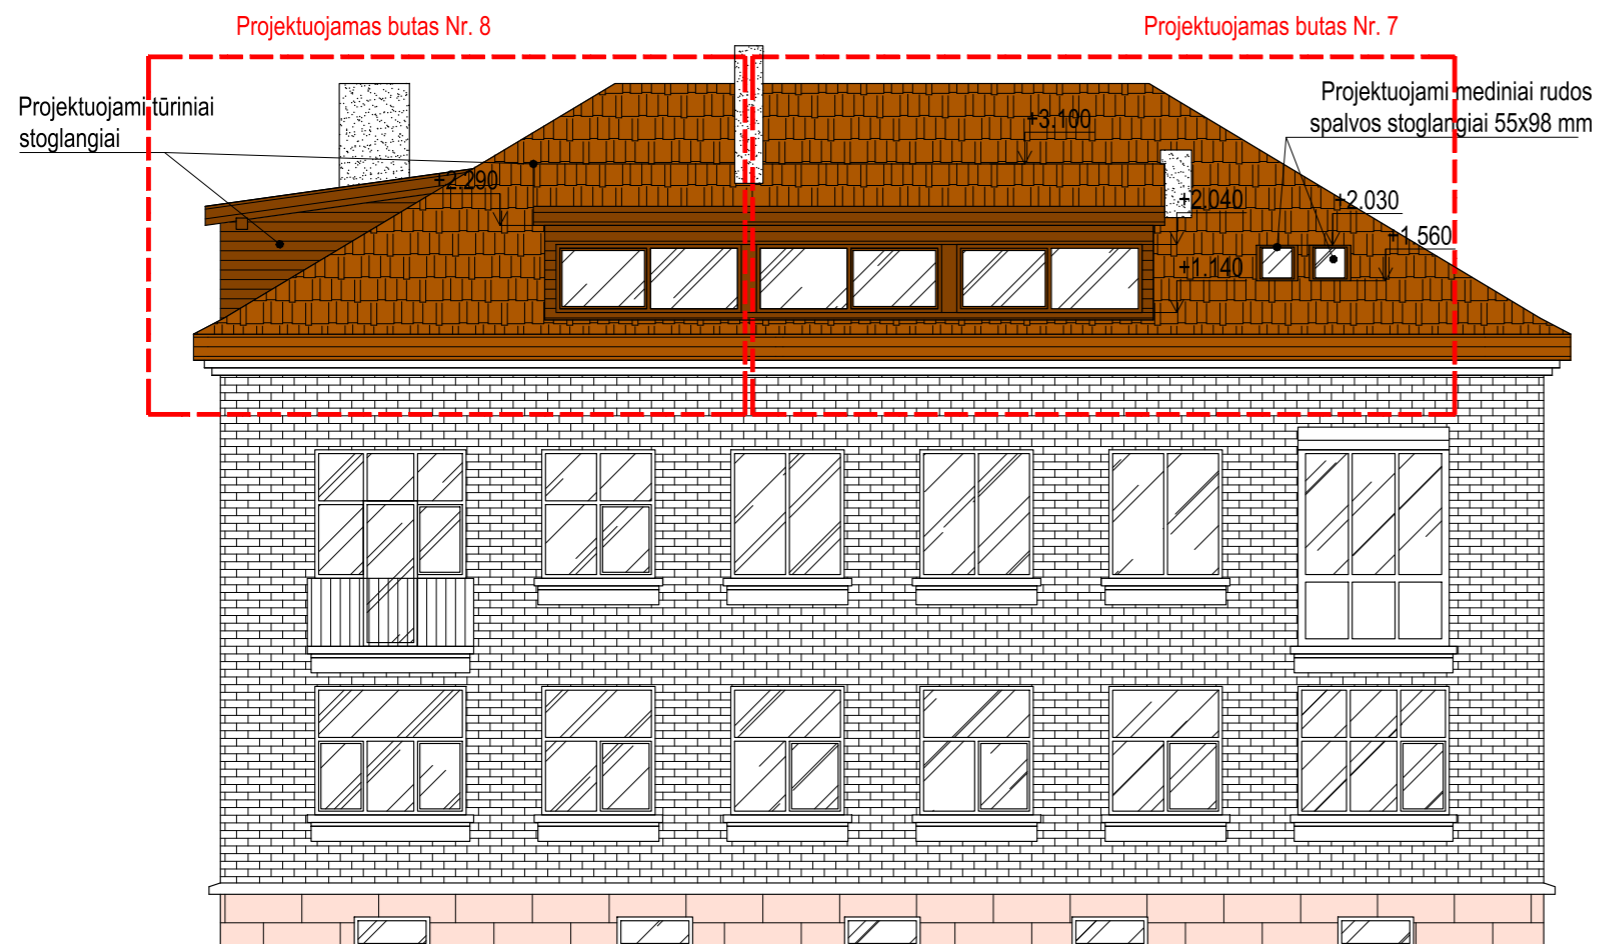 Projektuojamas butas Nr. 8
Projektuojamas butas Nr. 7
Projektuojami tūriniai
stoglangiai
Projektuojami mediniai rudos
spalvos stoglangiai 55x98 mm
+3.100
+2.290
+2.040
+2.030
+1.560
+1.140